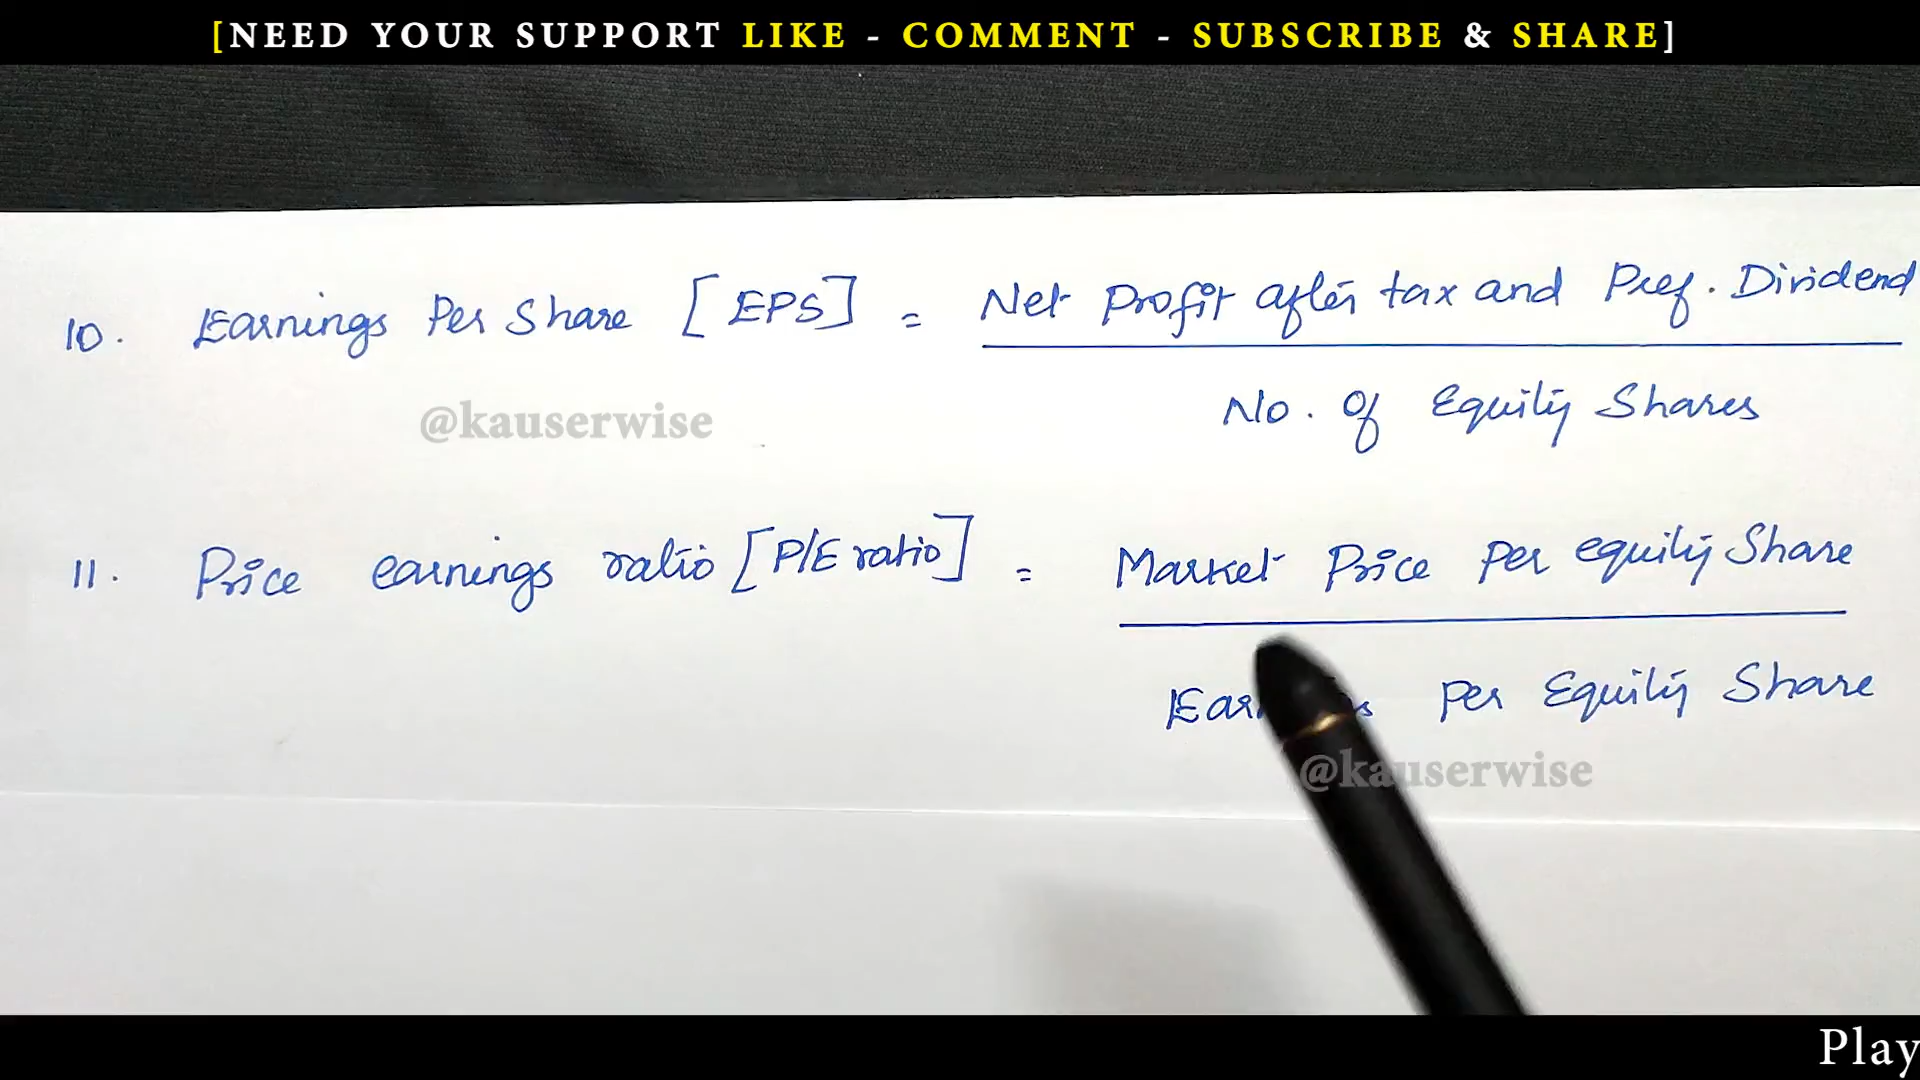 [NEED YOUR SUPPORT LIKE - COMMENT - SUBSCRIBE & SHARE]
10. Earnings Per Share [EPS] = Net Profit after tax and Pref. Dividend
No. of Equity Shares
@kauserwise
11. Price earnings ratio [P/E ratio] = Market Price Per equity Share
Per Equity Share
@kauserwise
Play